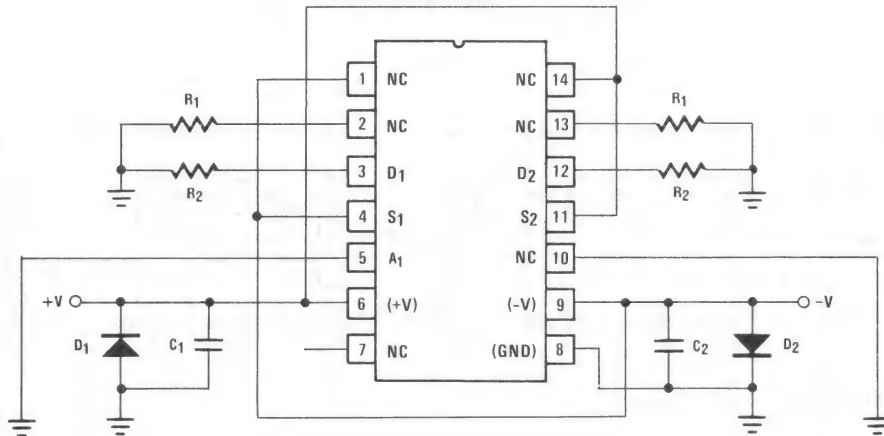 1 NC NC 14
R1 R1
2 NC NC 13
3 D1 D2 12
R2 R2
4 S1 S2 11
5 A1 NC 10
+V 6 (+V) (-V) 9 -V
D1 C1 C2 D2
7 NC (GND) 8